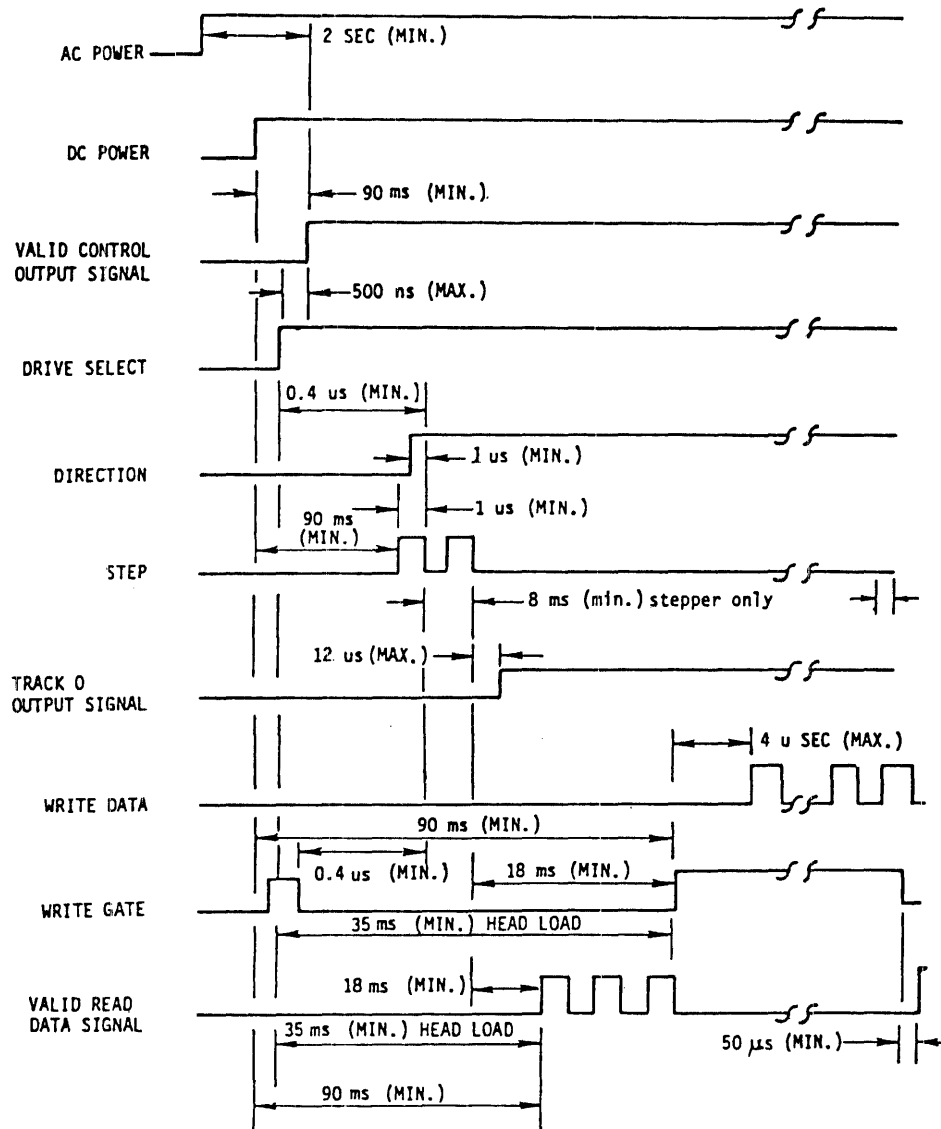 2 SEC (MIN.)
AC POWER
DC POWER
90 ms (MIN.)
VALID CONTROL
OUTPUT SIGNAL
500 ns (MAX.)
DRIVE SELECT
0.4 us (MIN.)
DIRECTION
1 us (MIN.)
90 ms
(MIN.)
1 us (MIN.)
STEP
8 ms (min.) stepper only
12 us (MAX.)
TRACK 0
OUTPUT SIGNAL
4 u SEC (MAX.)
WRITE DATA
90 ms (MIN.)
0.4 us (MIN.)
18 ms (MIN.)
WRITE GATE
35 ms (MIN.) HEAD LOAD
18 ms (MIN.)
VALID READ
DATA SIGNAL
35 ms (MIN.) HEAD LOAD
50 µs (MIN.)
90 ms (MIN.)